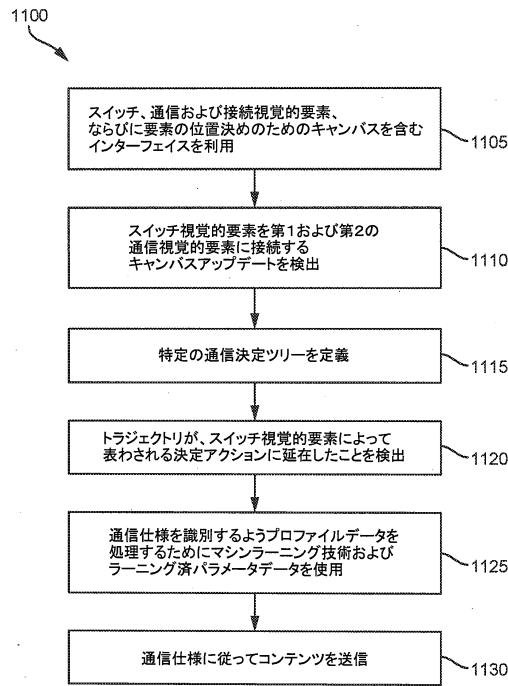 1100
スイッチ、通信および接続視覚的要素、
ならびに要素の位置決めのためのキャンバスを含む
インターフェイスを利用
1105
スイッチ視覚的要素を第1および第2の
通信視覚的要素に接続する
キャンバスアップデートを検出
1110
特定の通信決定ツリーを定義
1115
トラジェクトリが、スイッチ視覚的要素によって
表わされる決定アクションに延在したことを検出
1120
通信仕様を識別するようプロファイルデータを
処理するためにマシンラーニング技術および
ラーニング済パラメータデータを使用
1125
通信仕様に従ってコンテンツを送信
1130